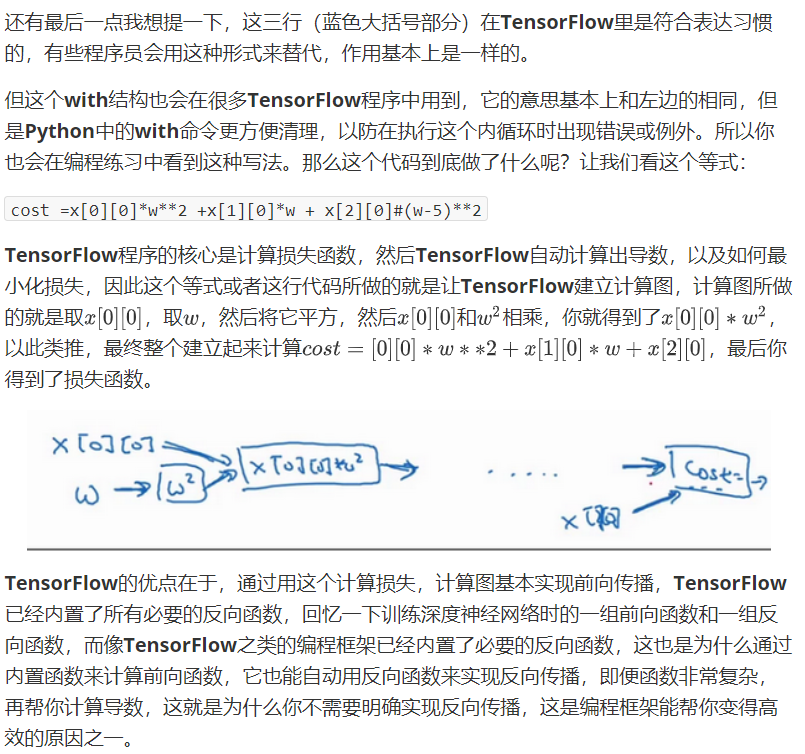 还有最后一点我想提一下，这三行（蓝色大括号部分）在TensorFlow里是符合表达习惯
的，有些程序员会用这种形式来替代，作用基本上是一样的。
但这个with结构也会在很多TensorFlow程序中用到，它的意思基本上和左边的相同，但
是Python中的with命令更方便清理，以防在执行这个内循环时出现错误或例外。所以你
也会在编程练习中看到这种写法。那么这个代码到底做了什么呢？让我们看这个等式：
cost =x[0][0]*w**2 +x[1][0]*w + x[2][0]#(w-5)**2
TensorFlow程序的核心是计算损失函数，然后TensorFlow自动计算出导数，以及如何最
小化损失，因此这个等式或者这行代码所做的就是让TensorFlow建立计算图，计算图所做
的就是取x[0][0]，取w，然后将它平方，然后x[0][0]和w²相乘，你就得到了x[0][0] * w²，
以此类推，最终整个建立起来计算cost = [0][0] * w * *2 + x[1][0] * w + x[2][0]，最后你
得到了损失函数。
x[0][0]
w → w² x[0][0]*w² → ..... → cost=
TensorFlow的优点在于，通过用这个计算损失，计算图基本实现前向传播，TensorFlow
已经内置了所有必要的反向函数，回忆一下训练深度神经网络时的一组前向函数和一组反
向函数，而像TensorFlow之类的编程框架已经内置了必要的反向函数，这也是为什么通过
内置函数来计算前向函数，它也能自动用反向函数来实现反向传播，即便函数非常复杂，
再帮你计算导数，这就是为什么你不需要明确实现反向传播，这是编程框架能帮你变得高
效的原因之一。